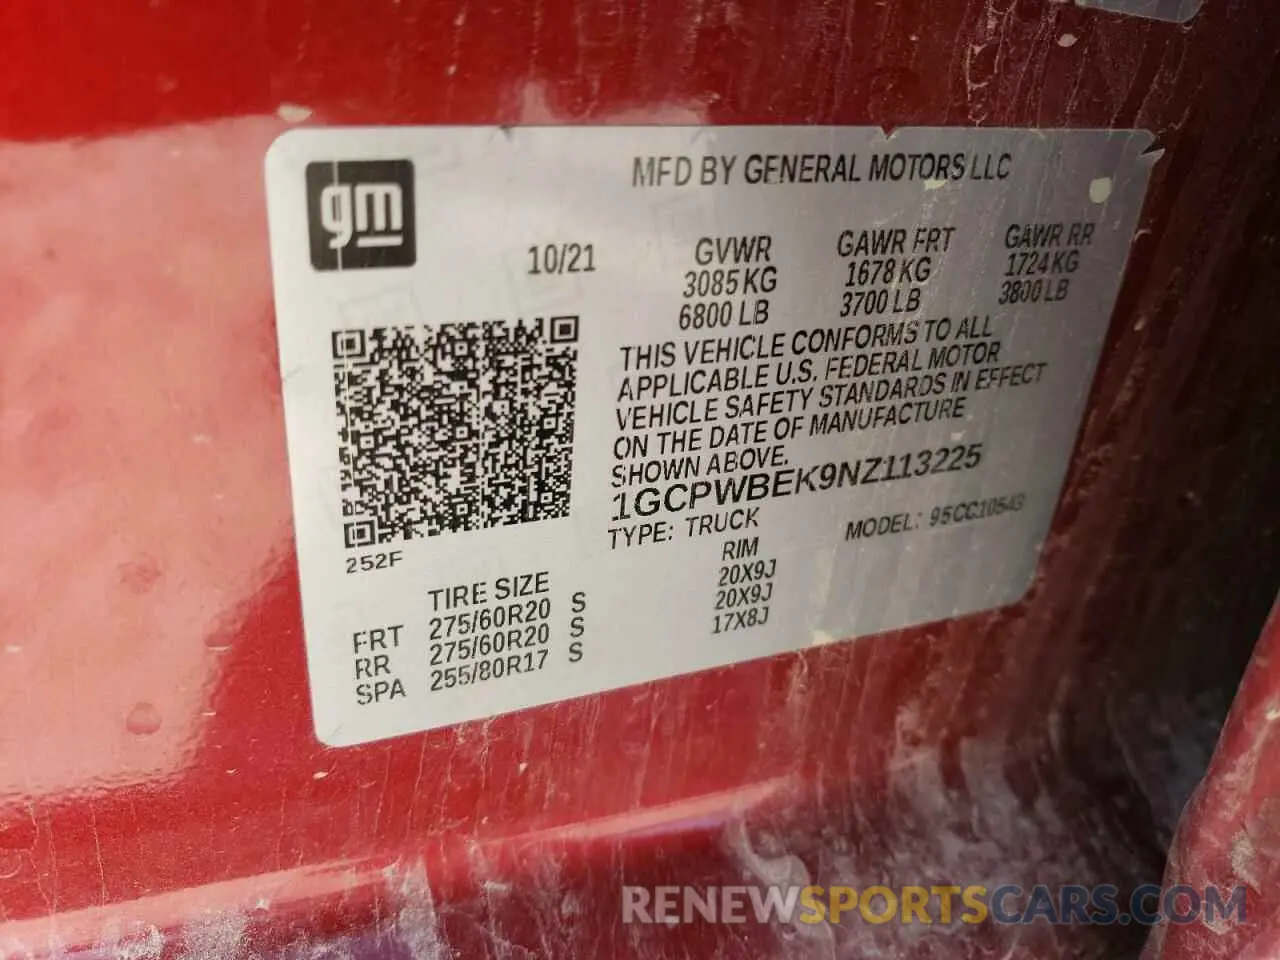 gm
MFD BY GENERAL MOTORS LLC
10/21
GVWR
3085 KG
6800 LB
GAWR FRT
1678 KG
3700 LB
GAWR RR
1724 KG
3800 LB
THIS VEHICLE CONFORMS TO ALL
APPLICABLE U.S. FEDERAL MOTOR
VEHICLE SAFETY STANDARDS IN EFFECT
ON THE DATE OF MANUFACTURE
SHOWN ABOVE.
1GCPWBEK9NZ113225
TYPE: TRUCK
MODEL: 95CC10543
252F
TIRE SIZE
RIM
FRT 275/60R20 S 20X9J
RR 275/60R20 S 20X9J
SPA 255/80R17 S 17X8J
RENEWSPORTSCARS.COM